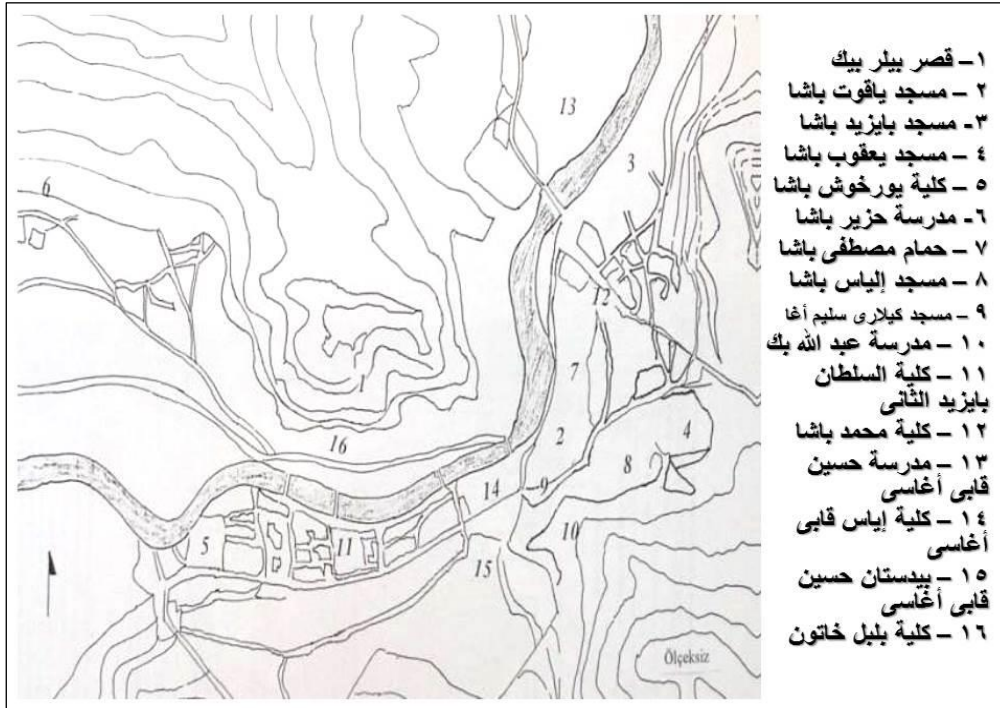 ١- قصر بيلر بيك
٢ – مسجد ياقوت باشا
٣- مسجد بايزيد باشا
٤ – مسجد يعقوب باشا
٥ – كلية يورخوش باشا
٦- مدرسة حزير باشا
٧ – حمام مصطفى باشا
٨ – مسجد إلياس باشا
٩ – مسجد كيلارى سليم أغا
١٠ – مدرسة عبد الله بك
١١ – كلية السلطان
بايزيد الثانى
١٢ – كلية محمد باشا
١٣ – مدرسة حسين
قابى أغاسى
١٤ – كلية إياس قابى
أغاسى
١٥ – بيدستان حسين
قابى أغاسى
١٦ – كلية بلبل خاتون
13
3
6
12
1
7
16
2
4
8
14
9
10
5
11
15
Ölçeksiz